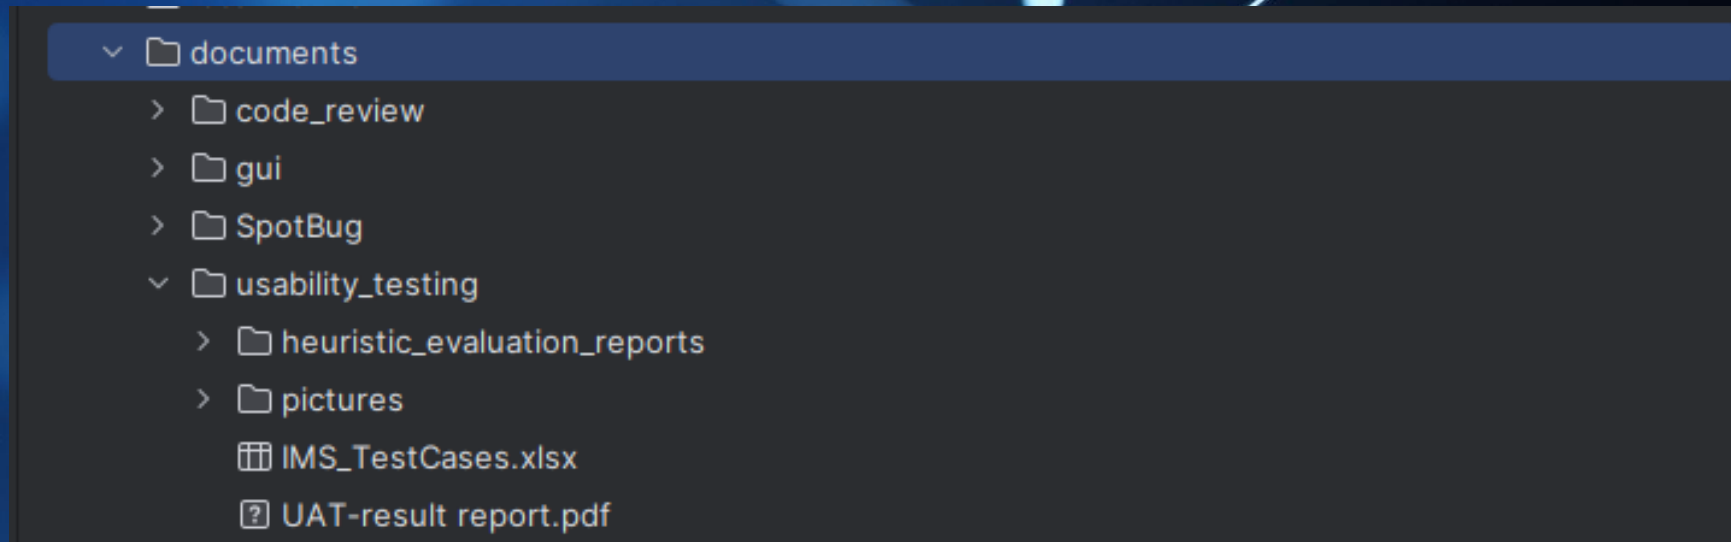 documents
code_review
gui
SpotBug
usability_testing
heuristic_evaluation_reports
pictures
IMS_TestCases.xlsx
UAT-result report.pdf